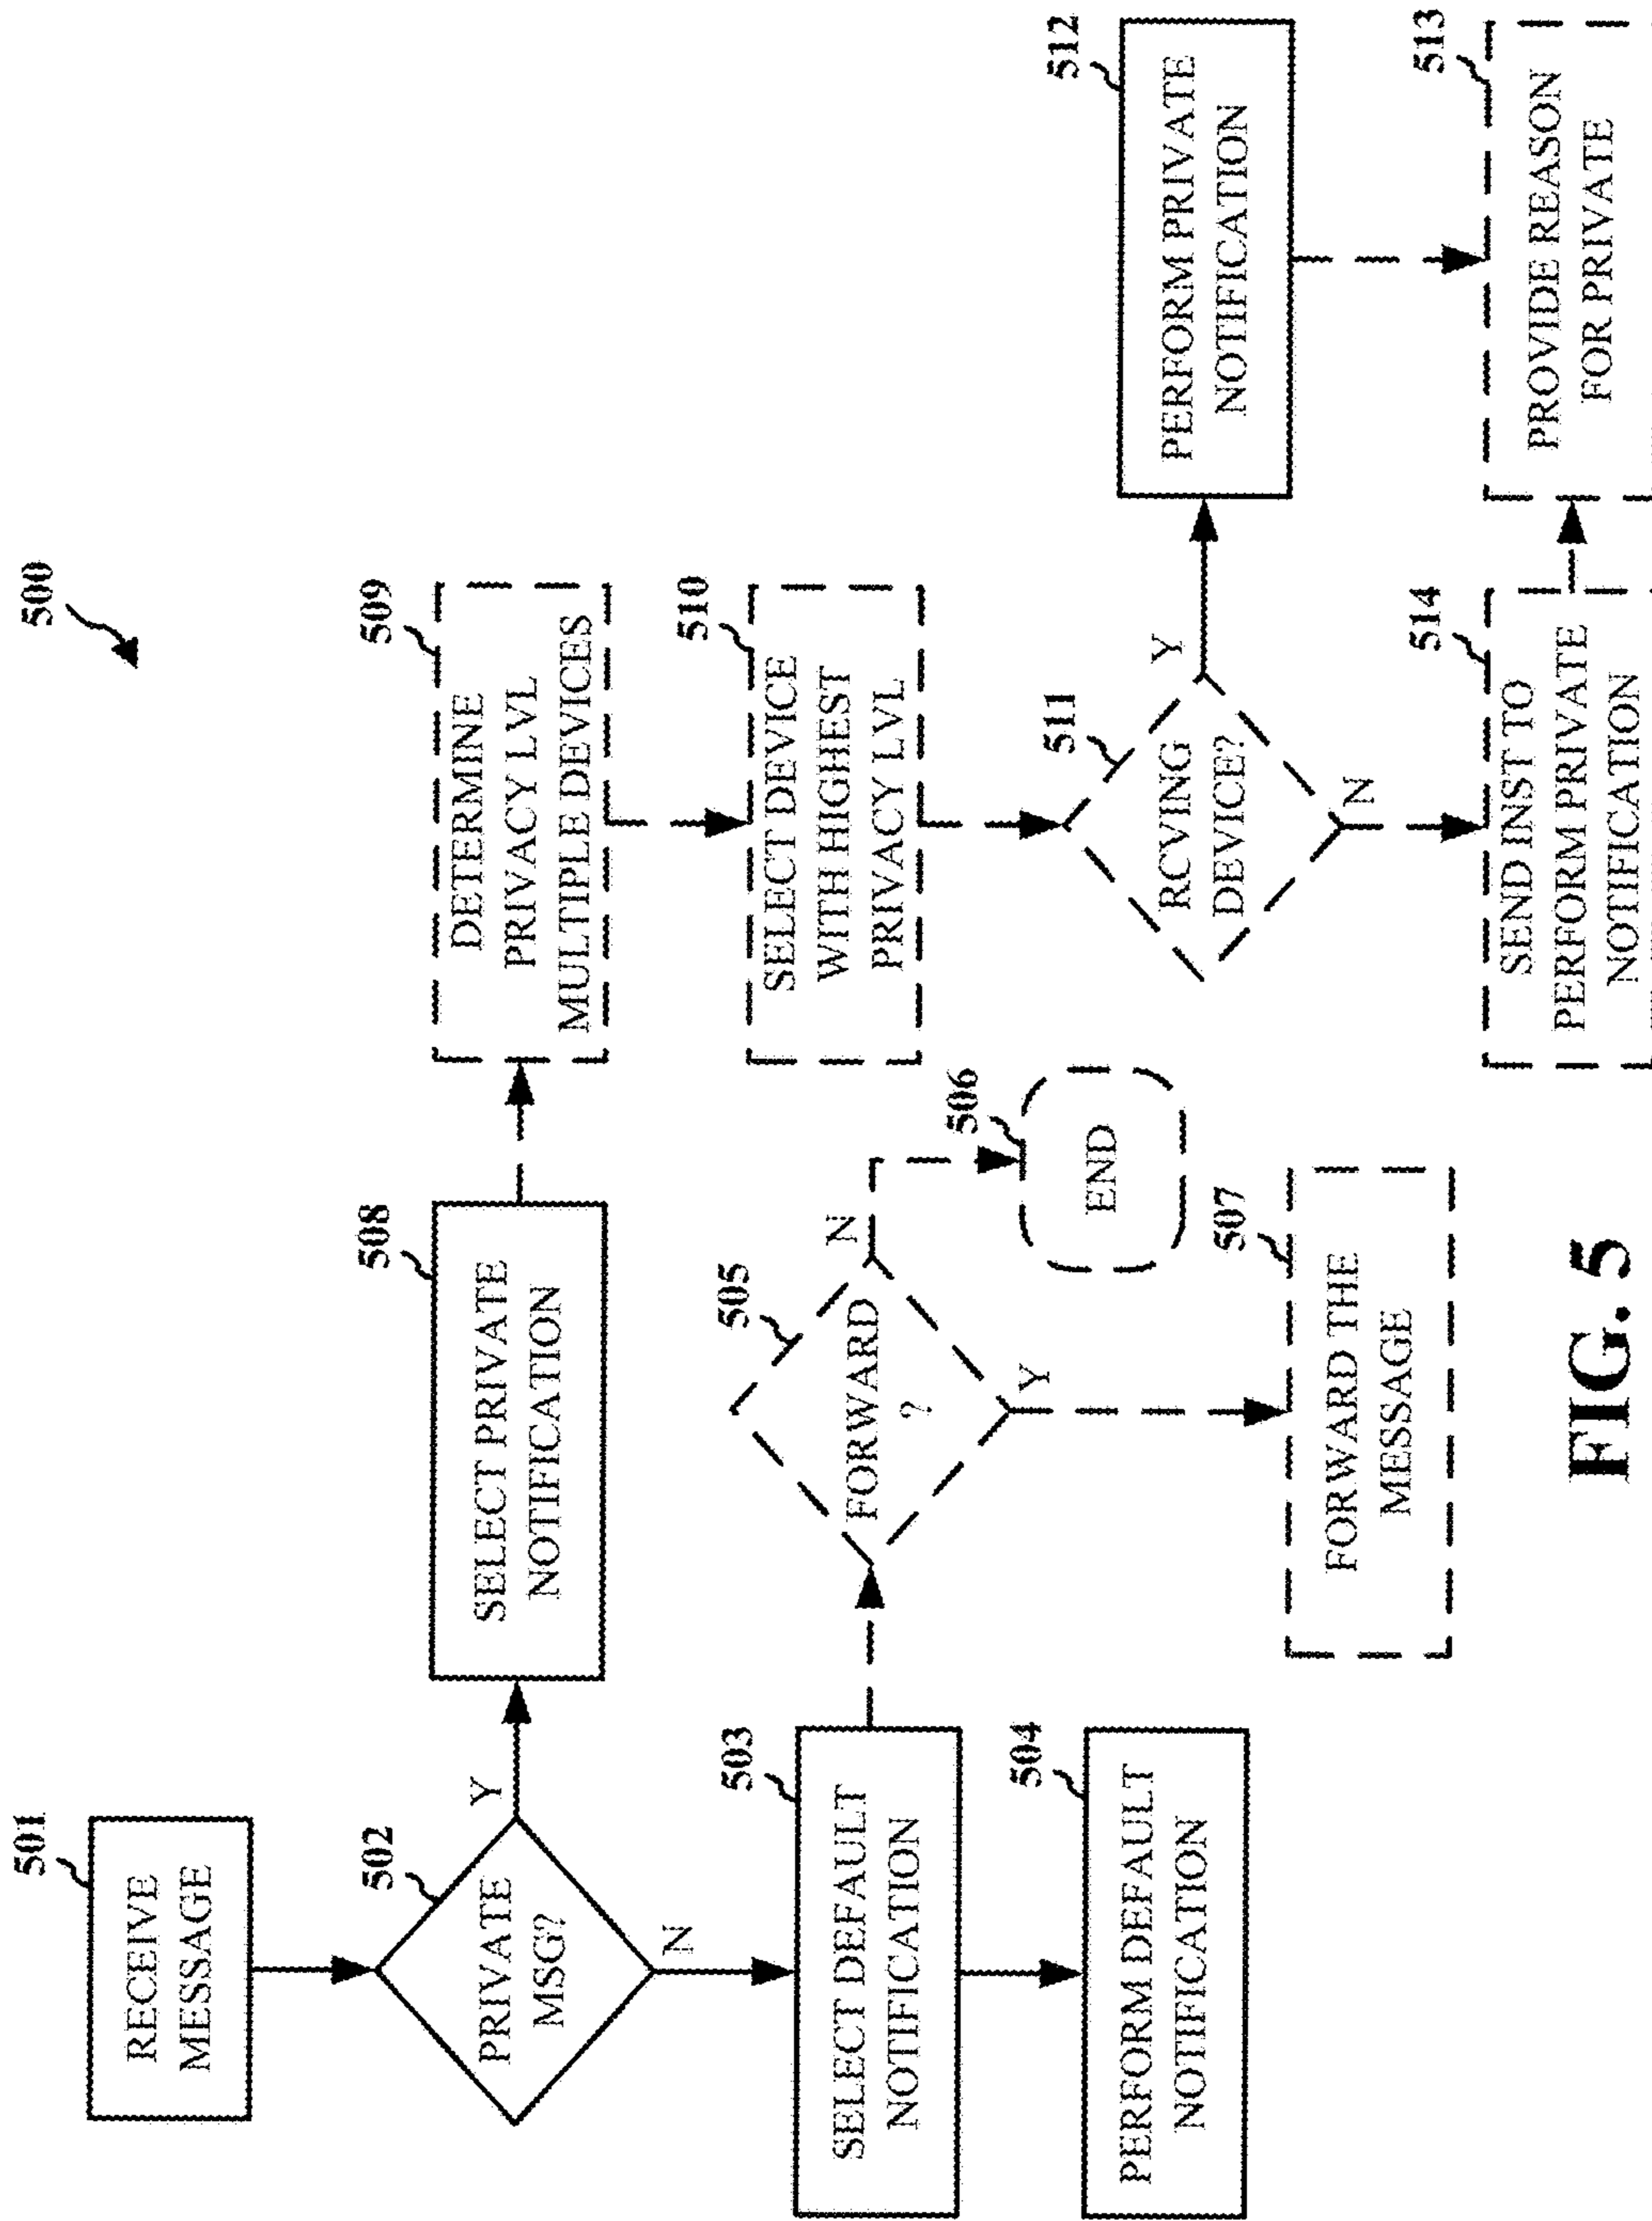 500
501
RECEIVE
MESSAGE
502
PRIVATE
MSG?
Y
N
503
SELECT DEFAULT
NOTIFICATION
504
PERFORM DEFAULT
NOTIFICATION
505
FORWARD
?
N
Y
506
END
507
FORWARD THE
MESSAGE
508
SELECT PRIVATE
NOTIFICATION
509
DETERMINE
PRIVACY LVL
MULTIPLE DEVICES
510
SELECT DEVICE
WITH HIGHEST
PRIVACY LVL
511
RCVING
DEVICE?
Y
N
512
PERFORM PRIVATE
NOTIFICATION
513
PROVIDE REASON
FOR PRIVATE
514
SEND INST TO
PERFORM PRIVATE
NOTIFICATION
FIG. 5